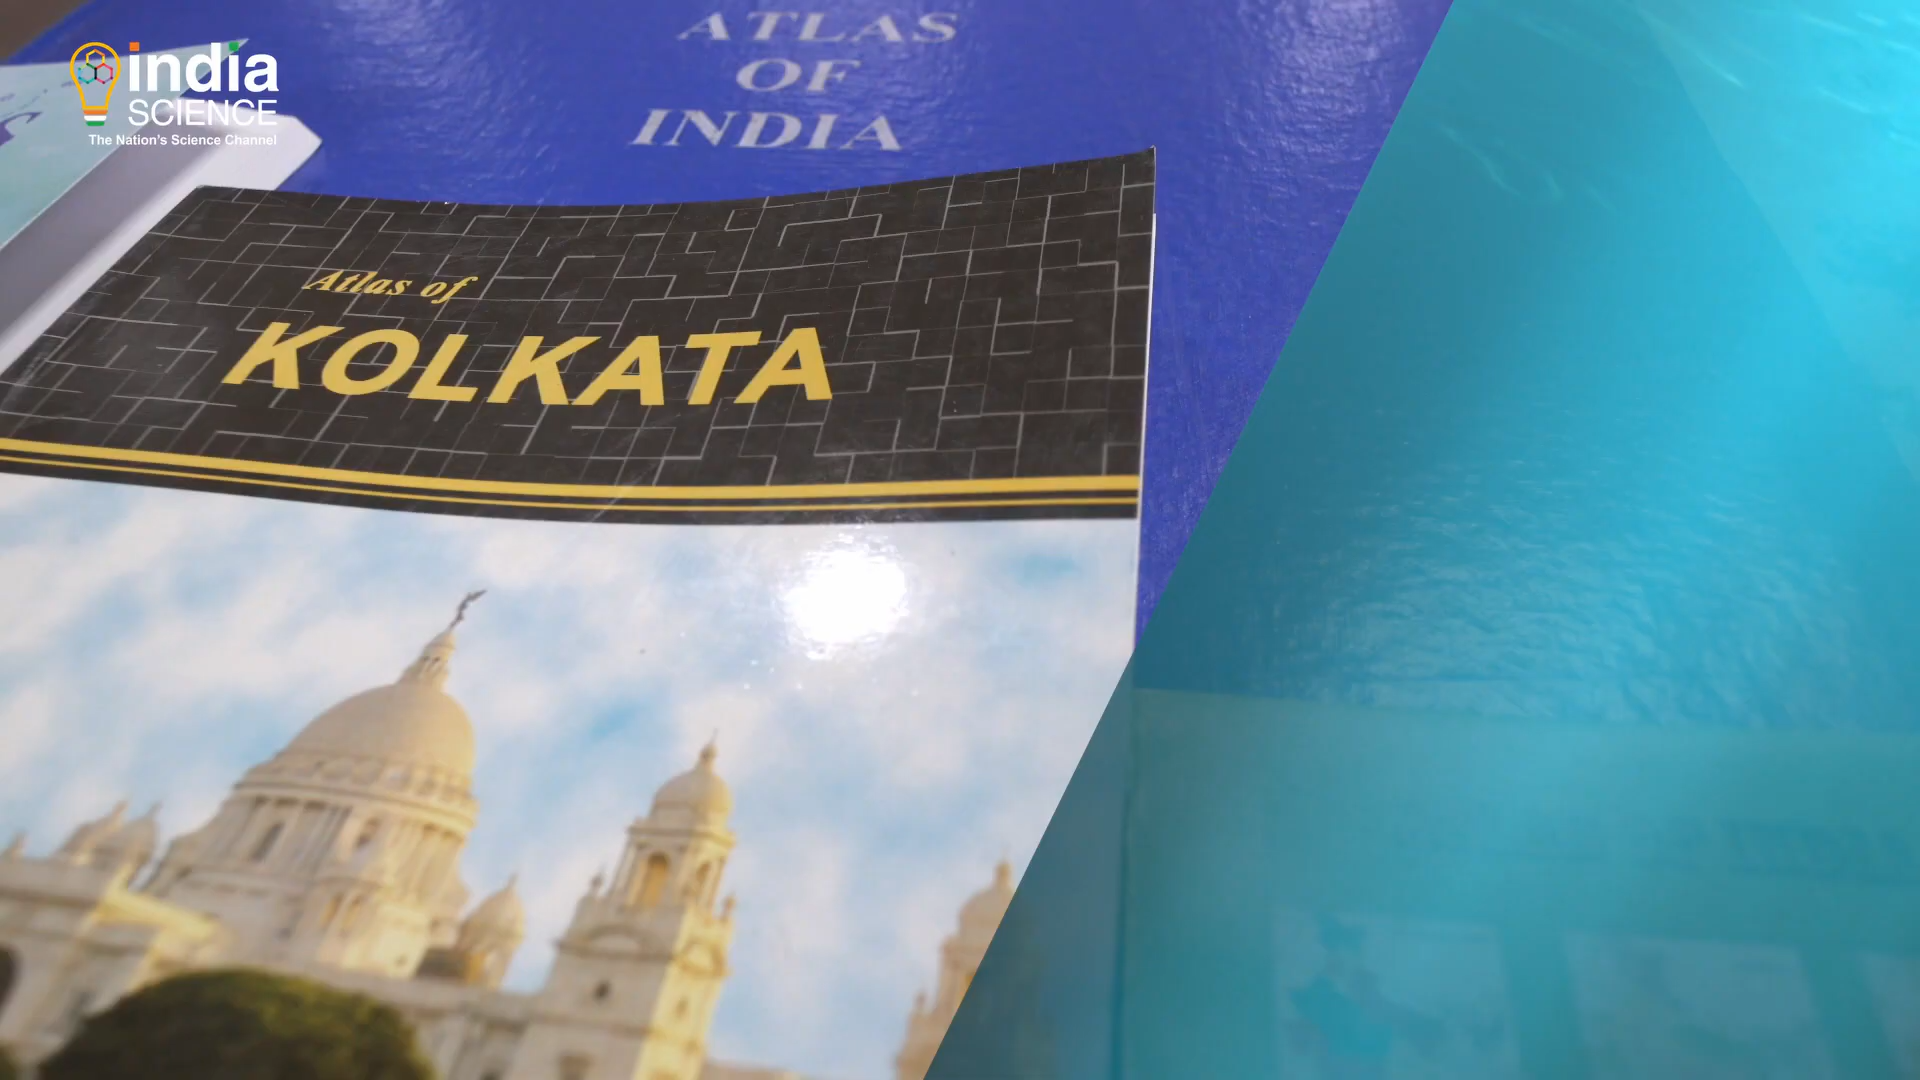 india
SCIENCE
The Nation's Science Channel
ATLAS
OF
INDIA
Atlas of
KOLKATA